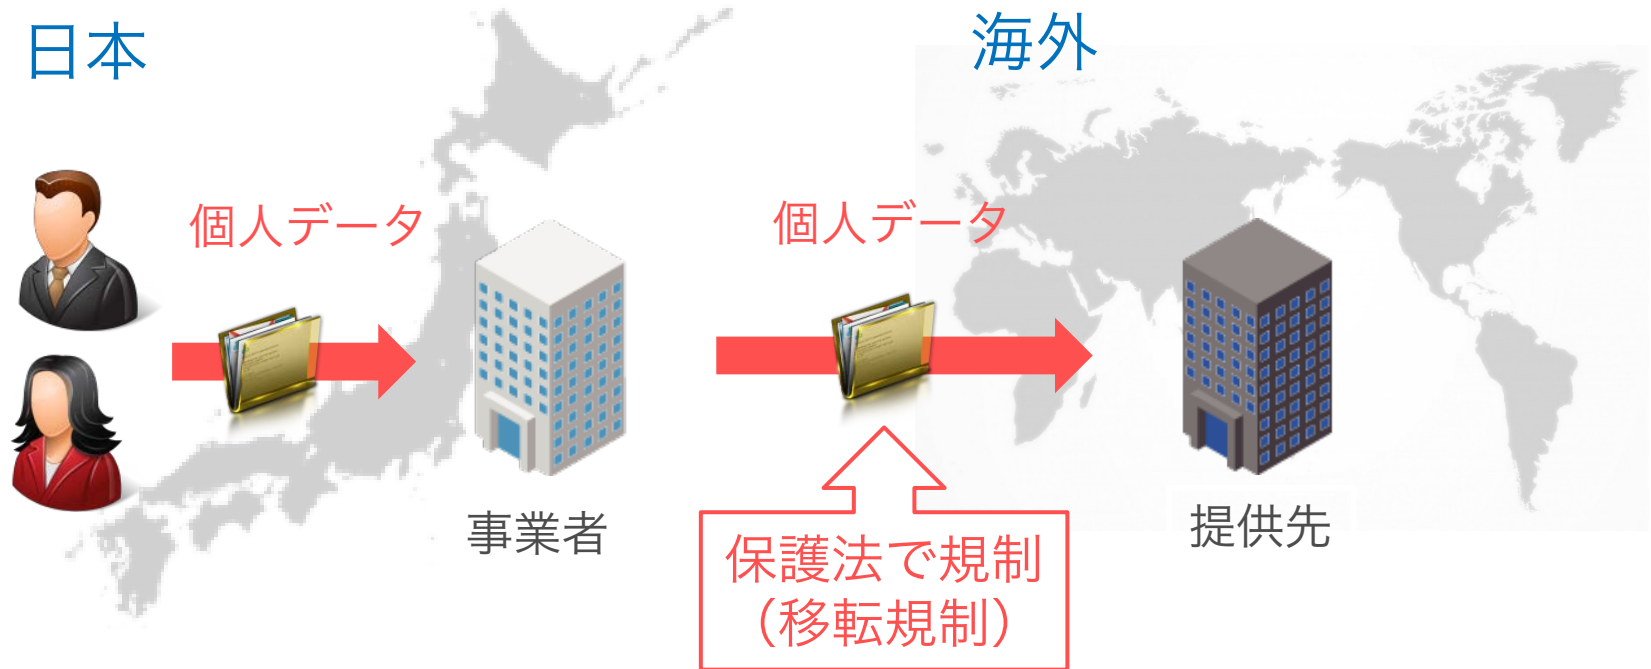 日本
海外
個人データ
個人データ
事業者
提供先
保護法で規制
（移転規制）